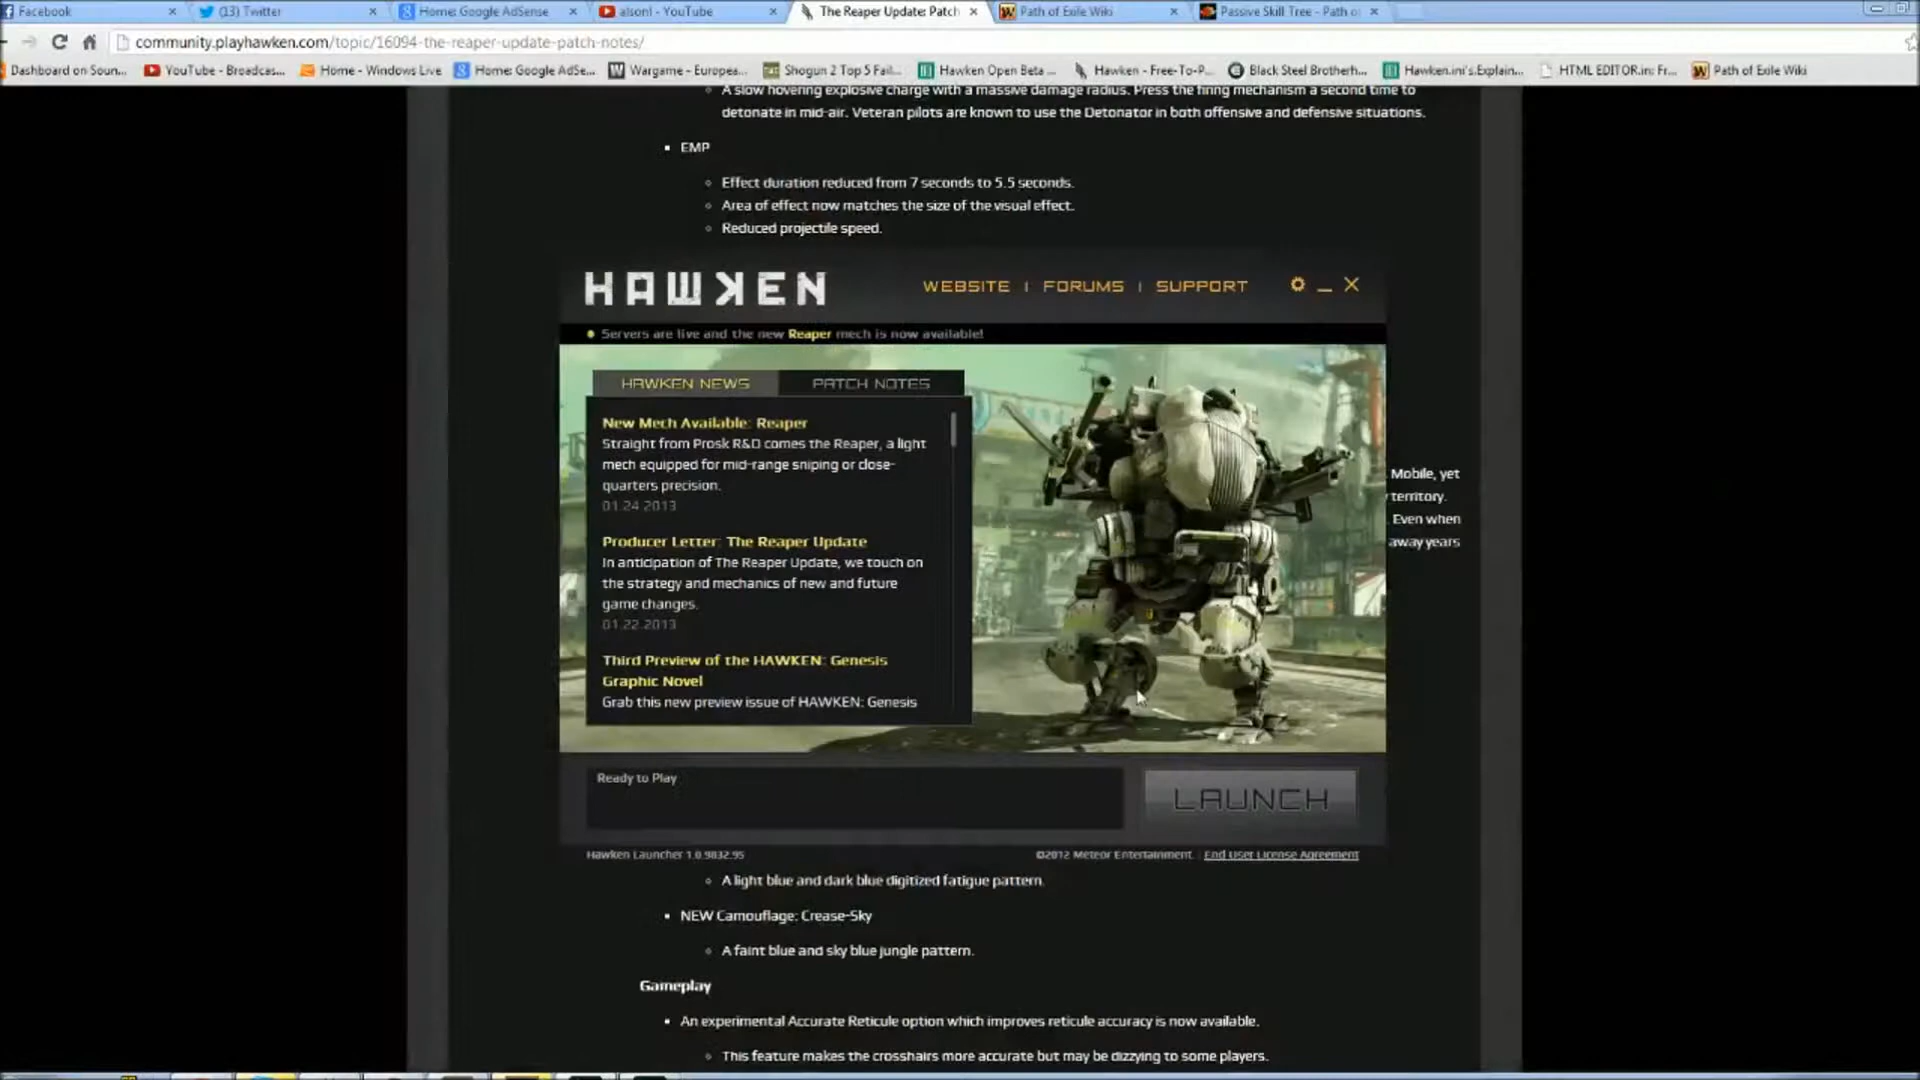 Facebook
(13) Twitter
Home: Google AdSense
alsonl - YouTube
The Reaper Update: Patch
Path of Exile Wiki
Passive Skill Tree - Path o
community.playhawken.com/topic/16094-the-reaper-update-patch-notes/
Dashboard on Soun...
YouTube - Broadcas...
Home - Windows Live
Home: Google AdSe...
Wargame - Europea...
Shogun 2 Top 5 Fail...
Hawken Open Beta ...
Hawken - Free-To-P...
Black Steel Brotherh...
Hawken.ini's.Explain...
HTML EDITOR.in: Fr...
Path of Exile Wiki
A slow hovering explosive charge with a massive damage radius. Press the firing mechanism a second time to
detonate in mid-air. Veteran pilots are known to use the Detonator in both offensive and defensive situations.
EMP
Effect duration reduced from 7 seconds to 5.5 seconds.
Area of effect now matches the size of the visual effect.
Reduced projectile speed.
HAWKEN
WEBSITE | FORUMS | SUPPORT
Servers are live and the new Reaper mech is now available!
HAWKEN NEWS
PATCH NOTES
New Mech Available: Reaper
Straight from Prosk R&D comes the Reaper, a light
mech equipped for mid-range sniping or close-
quarters precision.
01.24.2013
Producer Letter: The Reaper Update
In anticipation of The Reaper Update, we touch on
the strategy and mechanics of new and future
game changes.
01.22.2013
Third Preview of the HAWKEN: Genesis
Graphic Novel
Grab this new preview issue of HAWKEN: Genesis
Mobile, yet
territory.
Even when
away years
Ready to Play
LAUNCH
Hawken Launcher 1.0.9832.95
©2012 Meteor Entertainment.
End User License Agreement
A light blue and dark blue digitized fatigue pattern.
NEW Camouflage: Crease-Sky
A faint blue and sky blue jungle pattern.
Gameplay
An experimental Accurate Reticule option which improves reticule accuracy is now available.
This feature makes the crosshairs more accurate but may be dizzying to some players.